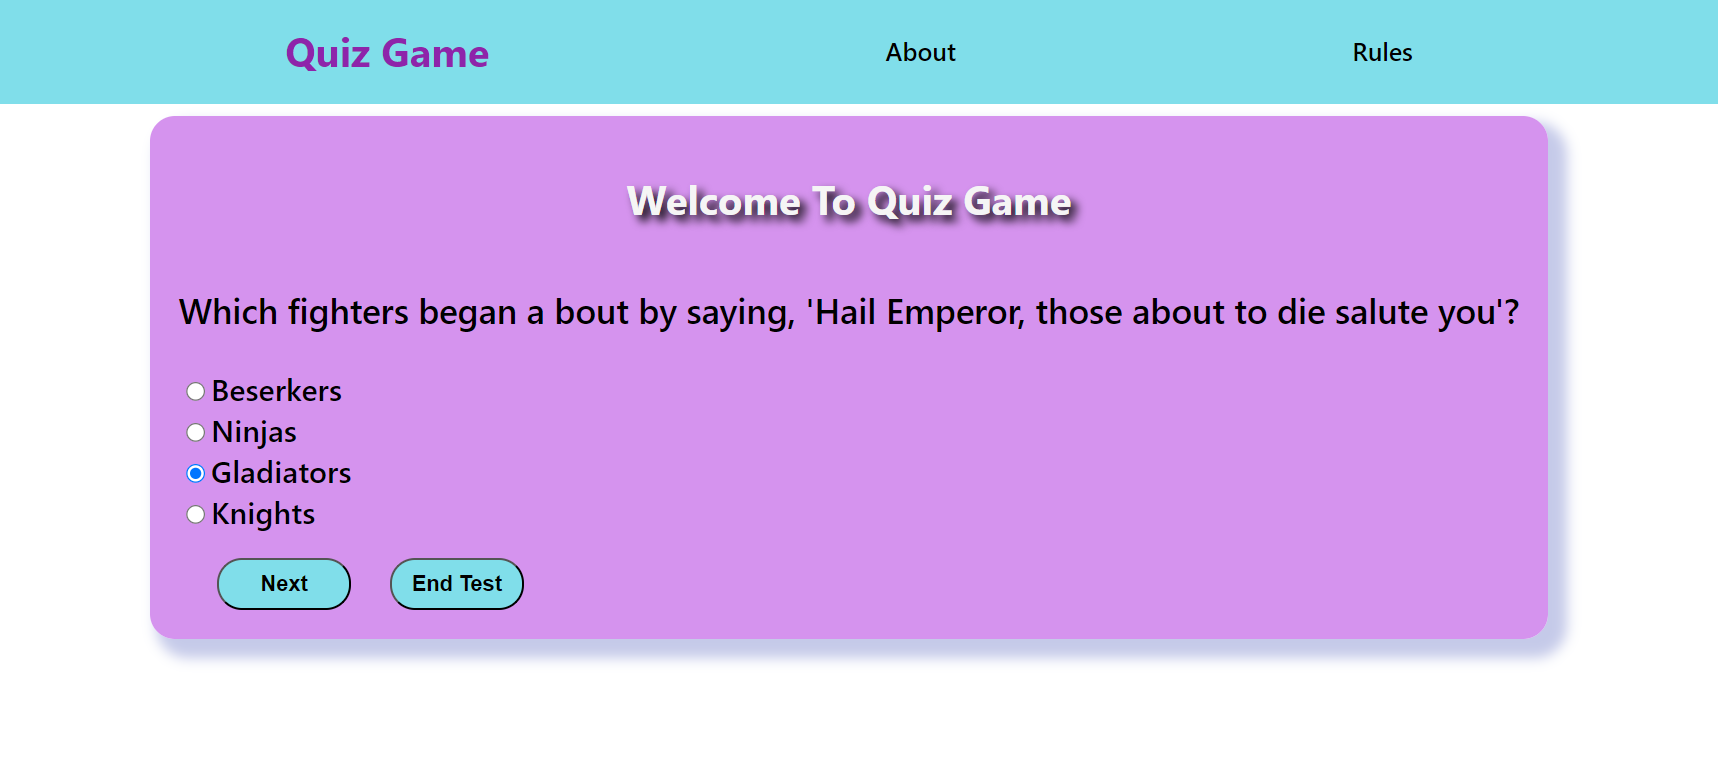 Quiz Game
About
Rules
Welcome To Quiz Game
Which fighters began a bout by saying, 'Hail Emperor, those about to die salute you'?
Beserkers
Ninjas
Gladiators
Knights
Next
End Test